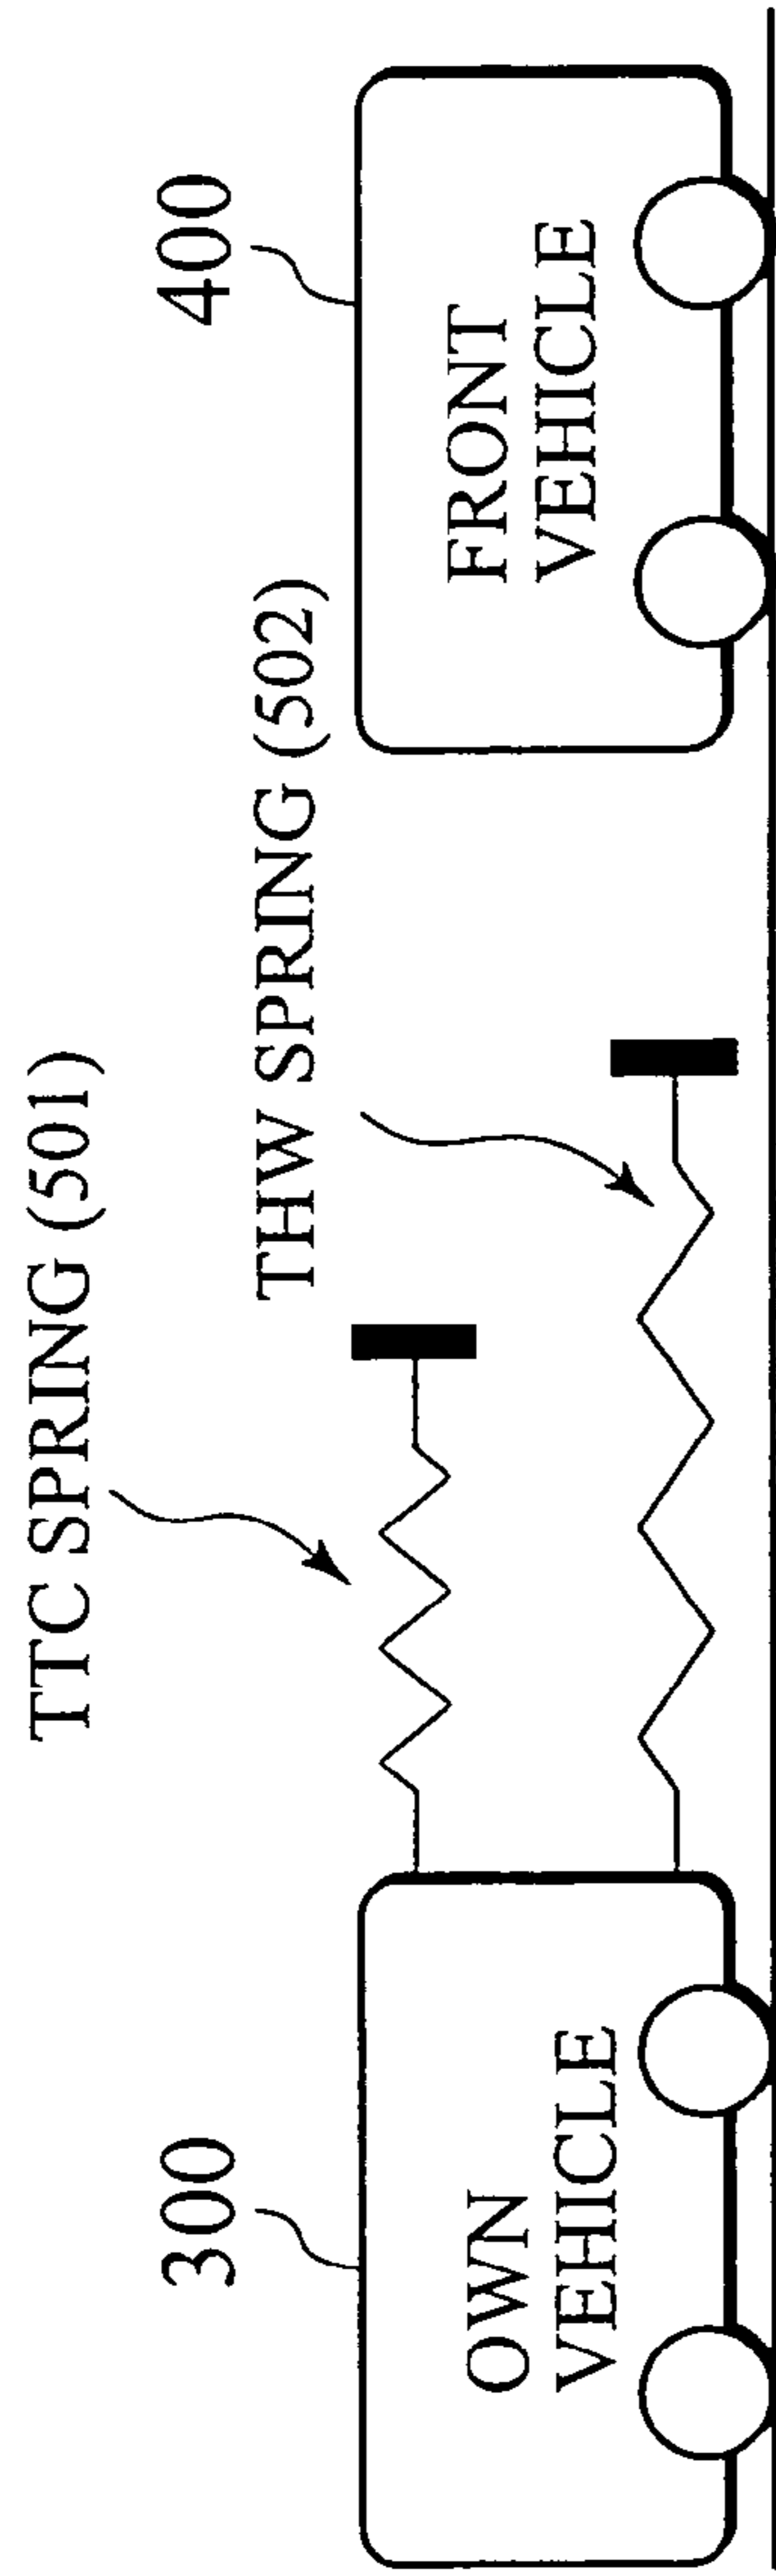 TTC SPRING (501)
THW SPRING (502)
300
400
OWN
VEHICLE
FRONT
VEHICLE